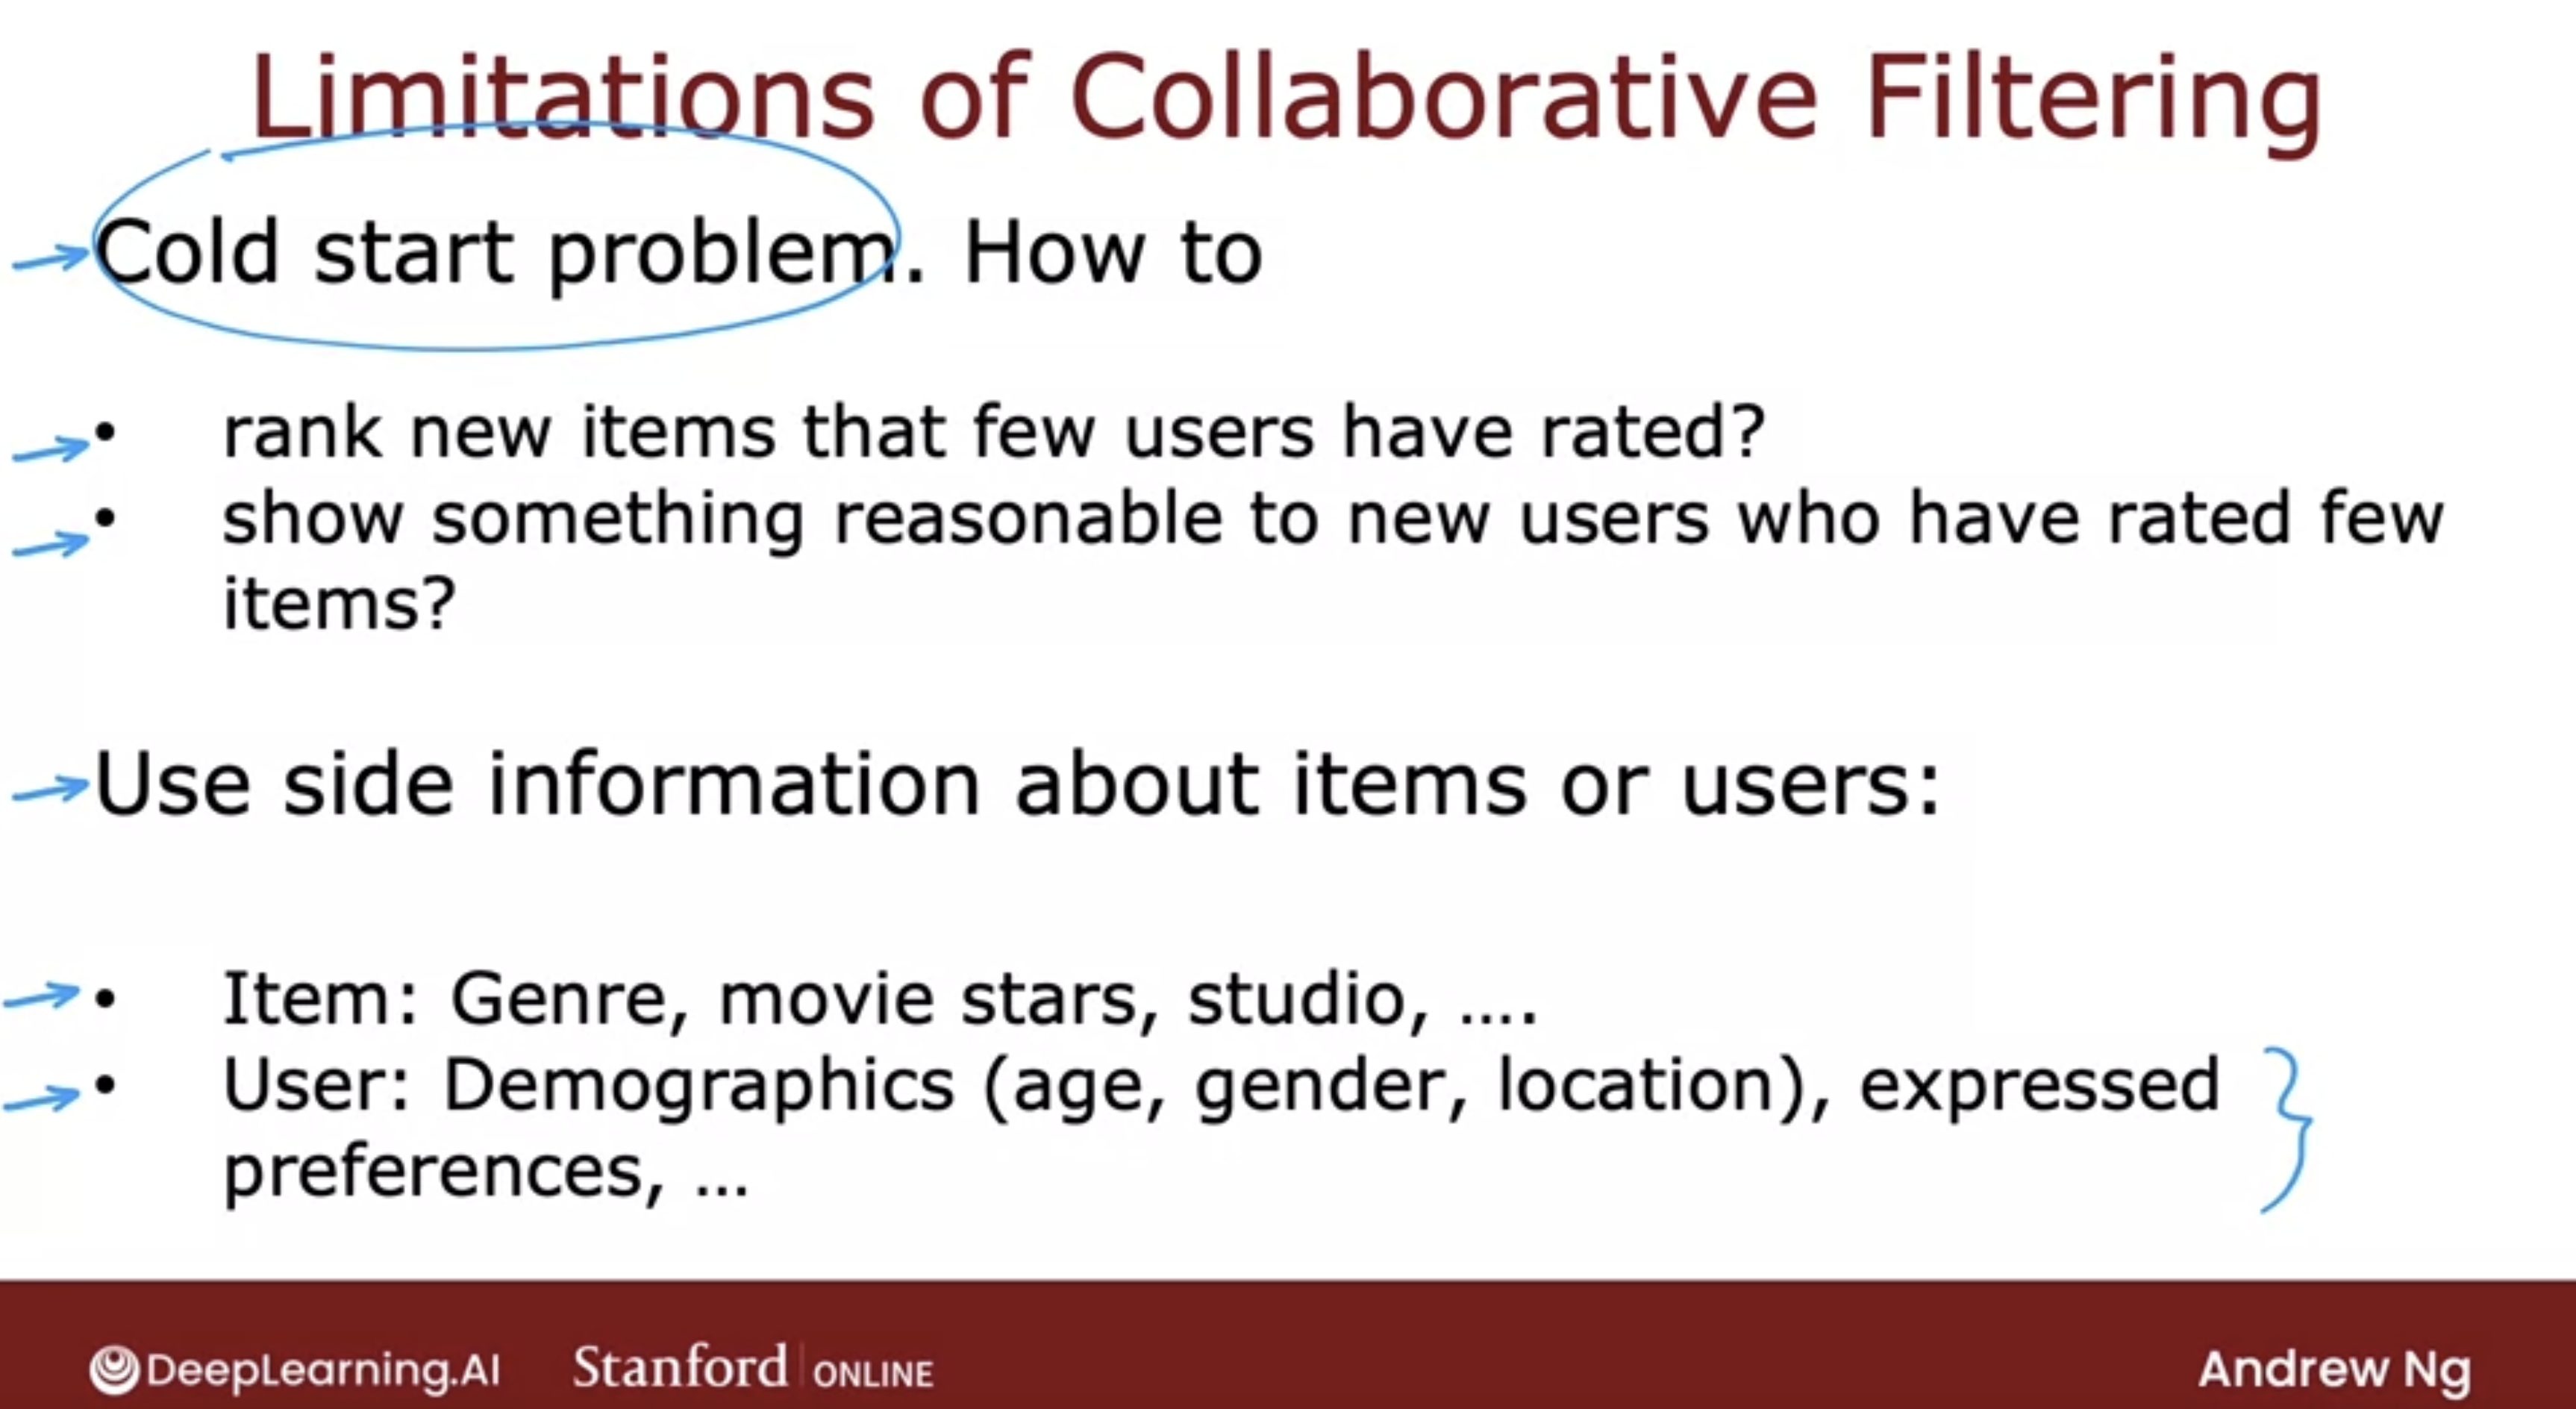 Limitations of Collaborative Filtering
Cold start problem. How to
• rank new items that few users have rated?
• show something reasonable to new users who have rated few
items?
Use side information about items or users:
• Item: Genre, movie stars, studio, ....
• User: Demographics (age, gender, location), expressed
preferences, ...
DeepLearning.AI Stanford ONLINE Andrew Ng